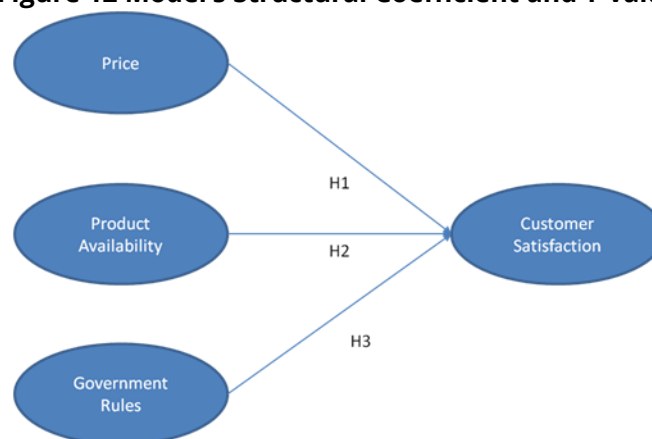 Price
H1
Product
Availability
H2
Customer
Satisfaction
H3
Government
Rules